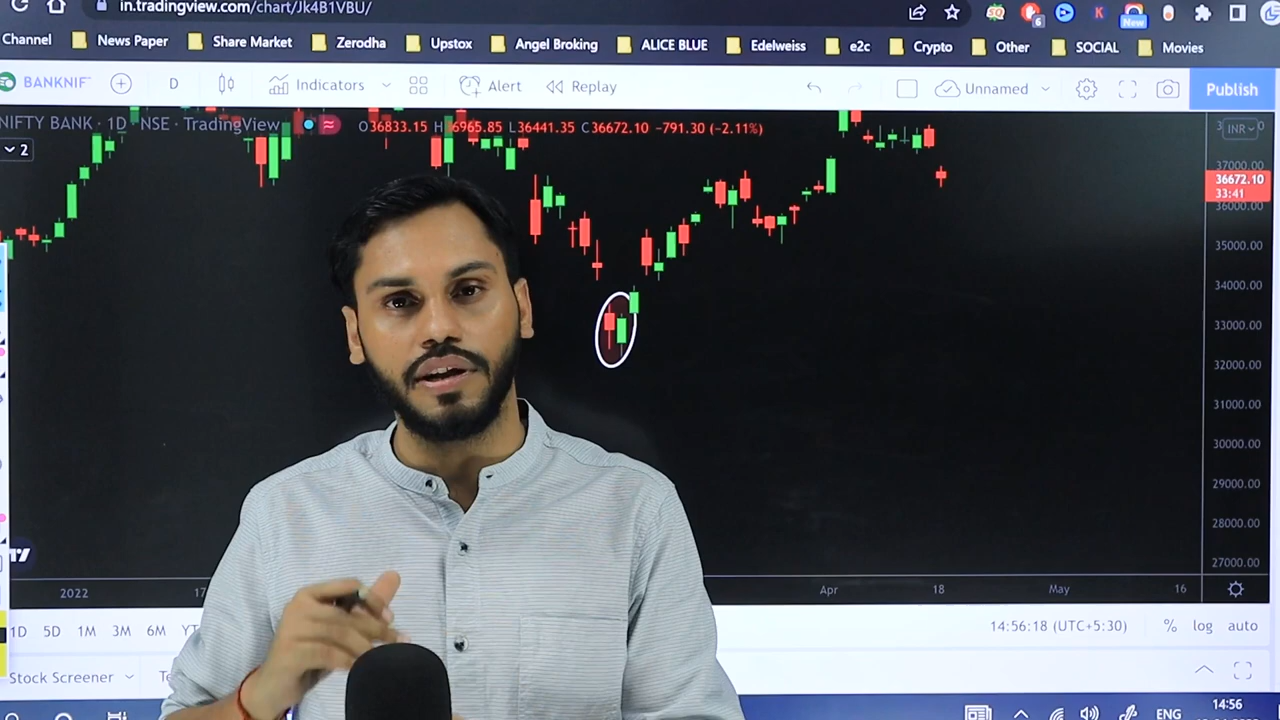 in.tradingview.com/chart/Jk4B1VBU/
6
New
Channel News Paper Share Market Zerodha Upstox Angel Broking ALICE BLUE Edelweiss e2c Crypto Other SOCIAL Movies
BANKNIF D Indicators Alert Replay Unnamed Publish
NIFTY BANK · 1D · NSE · TradingView O36833.15 H36965.85 L36441.35 C36672.10 −791.30 (−2.11%)
INR
2
37000.00
36672.10
33:41
36000.00
35000.00
34000.00
33000.00
32000.00
31000.00
30000.00
29000.00
28000.00
27000.00
2022 17 Apr 18 May 16
1D 5D 1M 3M 6M 14:56:18 (UTC+5:30) % log auto
Stock Screener
ENG 14:56